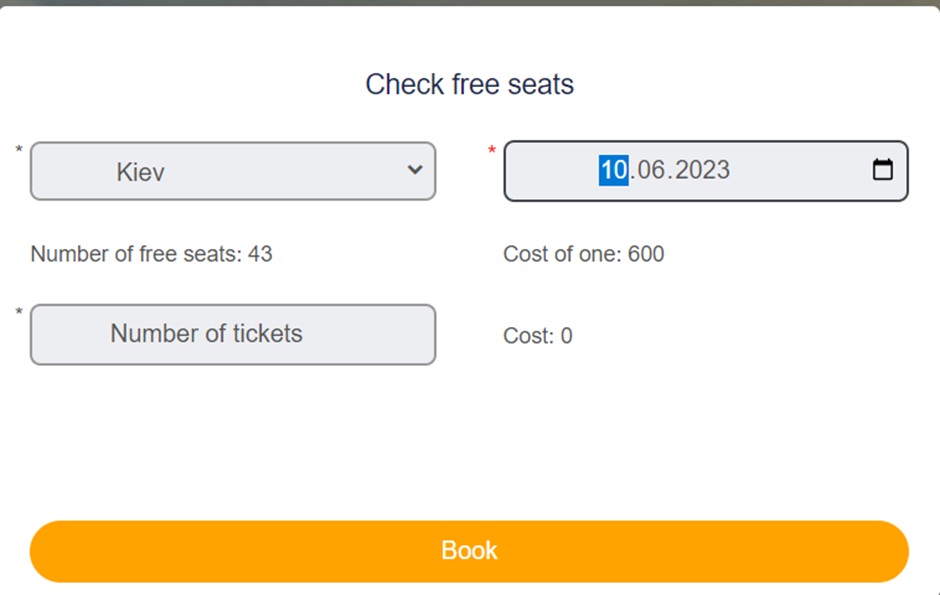 Check free seats
* Kiev
* 10.06.2023
Number of free seats: 43
Cost of one: 600
* Number of tickets
Cost: 0
Book